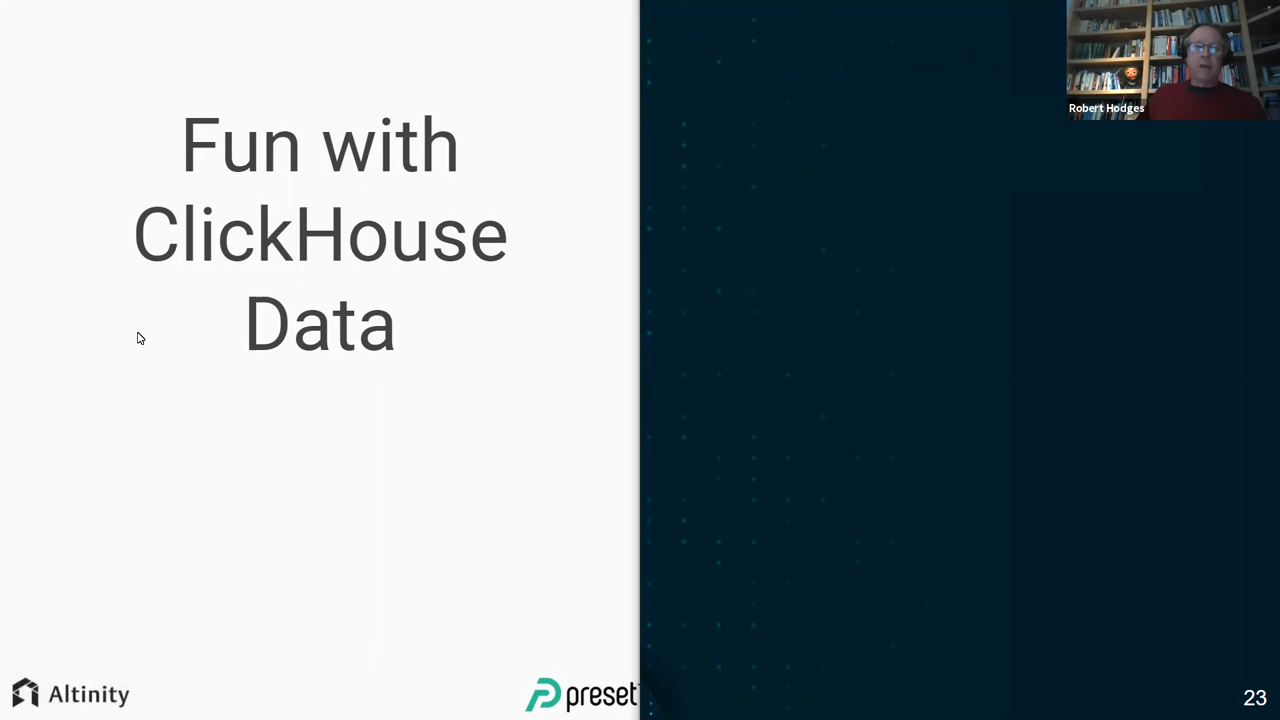 Fun with
ClickHouse
Data
Robert Hodges
Altinity
preset
23